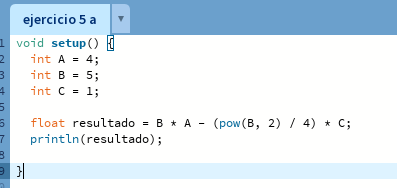 ejercicio 5 a
1 void setup() {
2 int A = 4;
3 int B = 5;
4 int C = 1;
5
6 float resultado = B * A - (pow(B, 2) / 4) * C;
7 println(resultado);
8
9 }